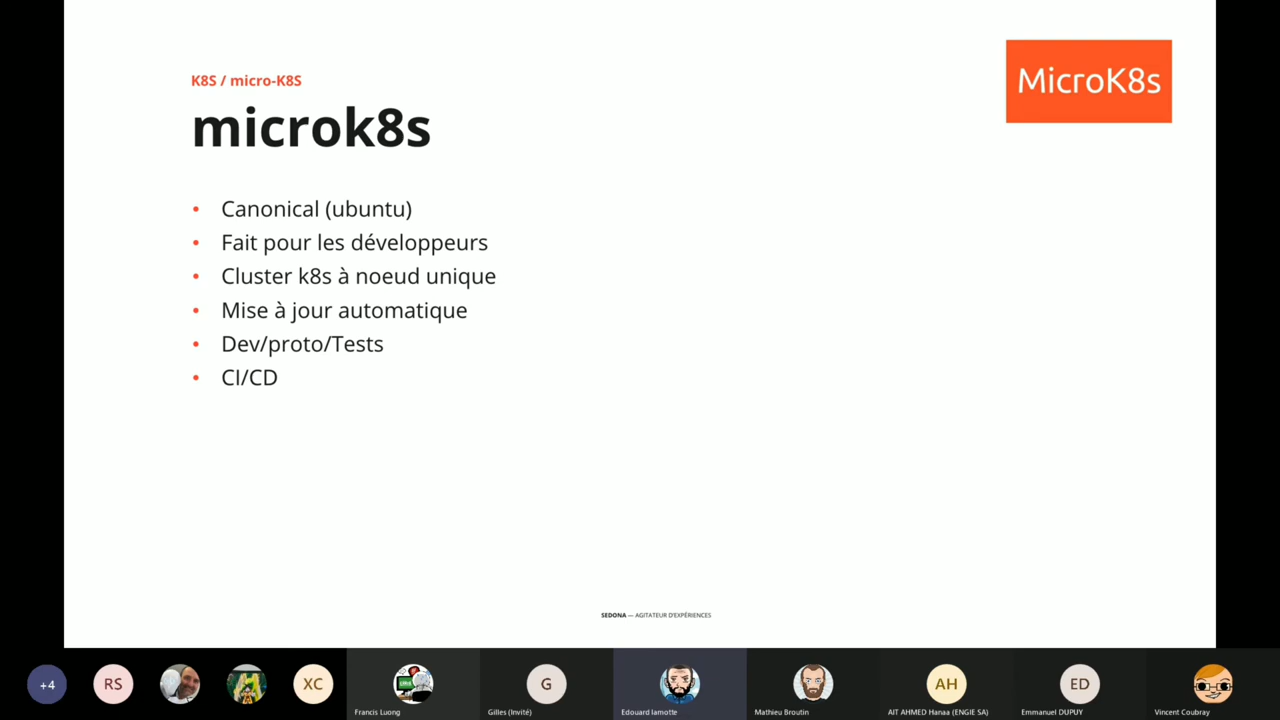 K8S / micro-K8S
MicroK8s
microk8s
• Canonical (ubuntu)
• Fait pour les développeurs
• Cluster k8s à noeud unique
• Mise à jour automatique
• Dev/proto/Tests
• CI/CD
SEDONA — AGITATEUR D'EXPÉRIENCES
+4
RS
XC
G
AH
ED
Francis Luong
Gilles (Invité)
Edouard lamotte
Mathieu Broutin
AIT AHMED Hanaa (ENGIE SA)
Emmanuel DUPUY
Vincent Coubray